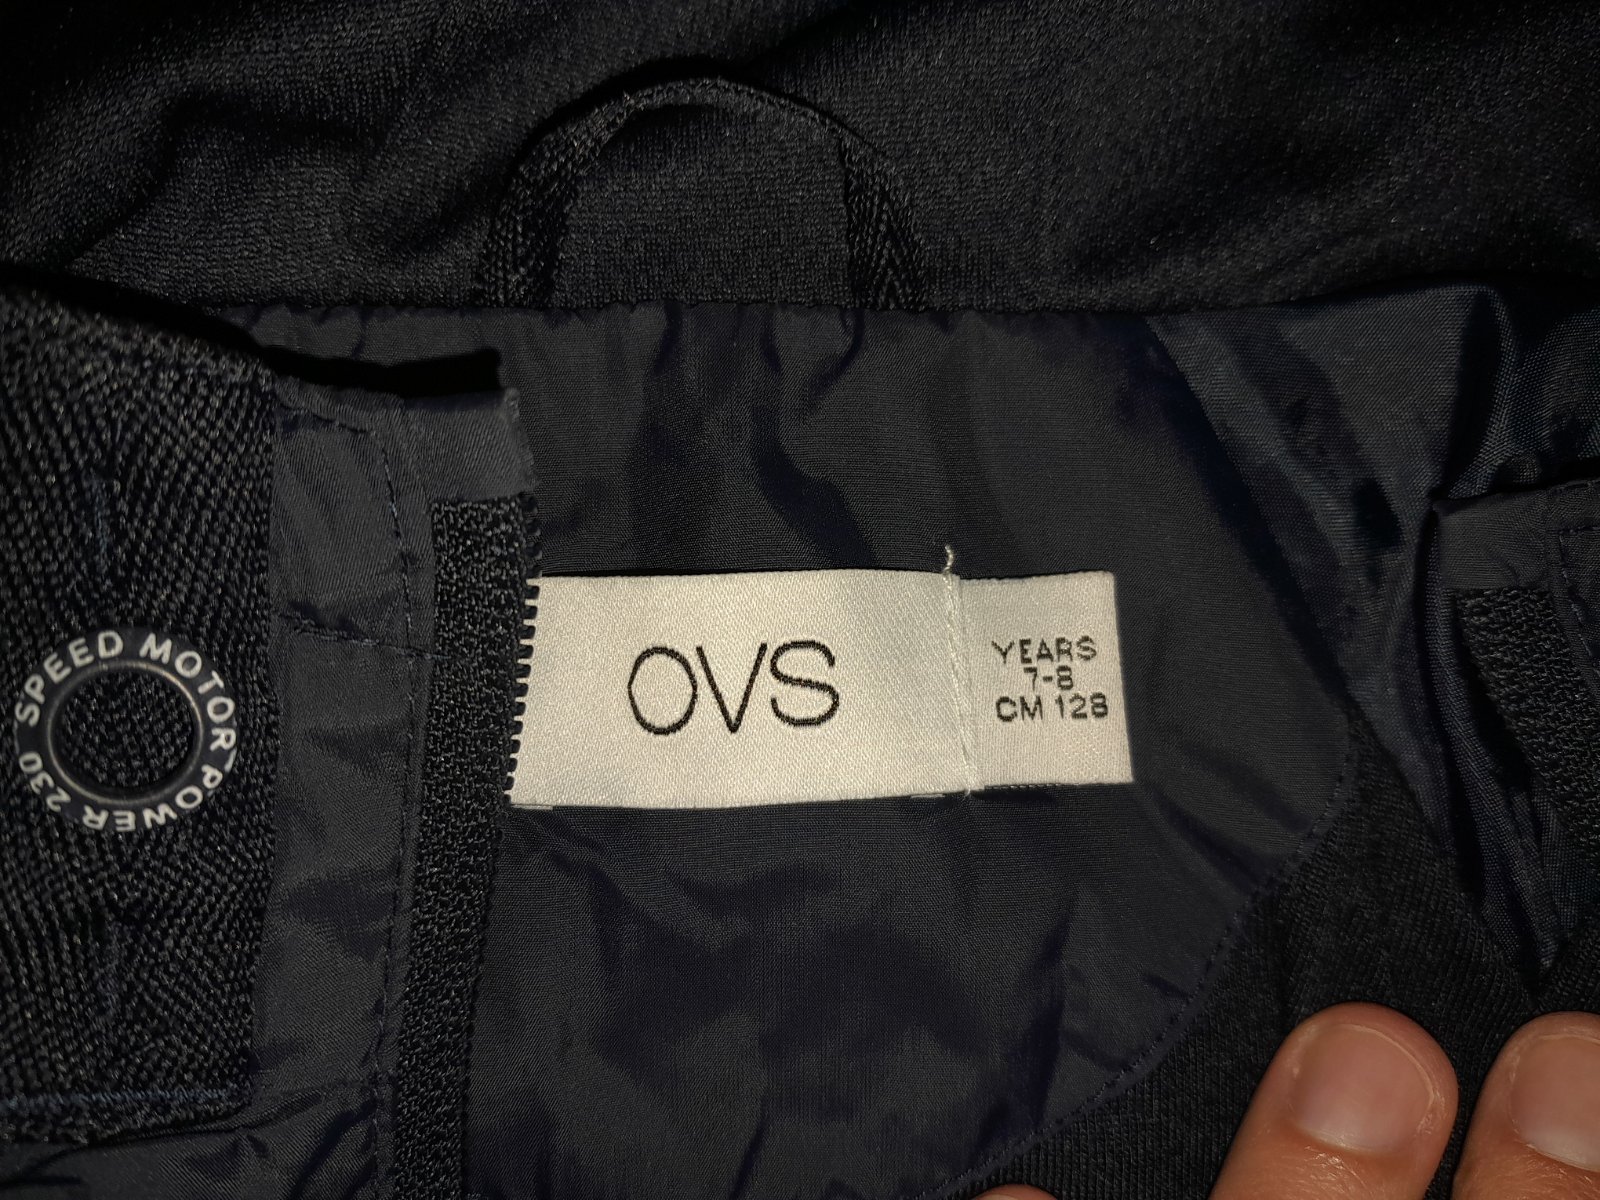 SPEED MOTOR POWER 230
OVS
YEARS
7-8
CM 128